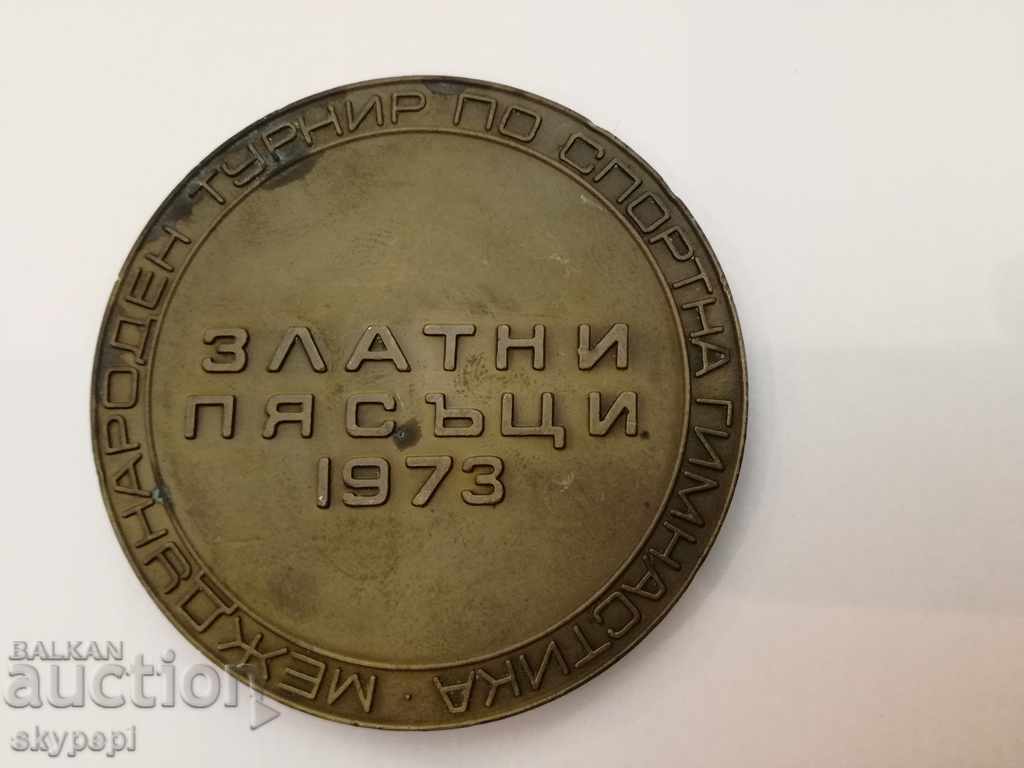 МЕЖДУНАРОДЕН ТУРНИР ПО СПОРТНА ГИМНАСТИКА •
ЗЛАТНИ
ПЯСЪЦИ
1973
BALKAN
auction
skypepi